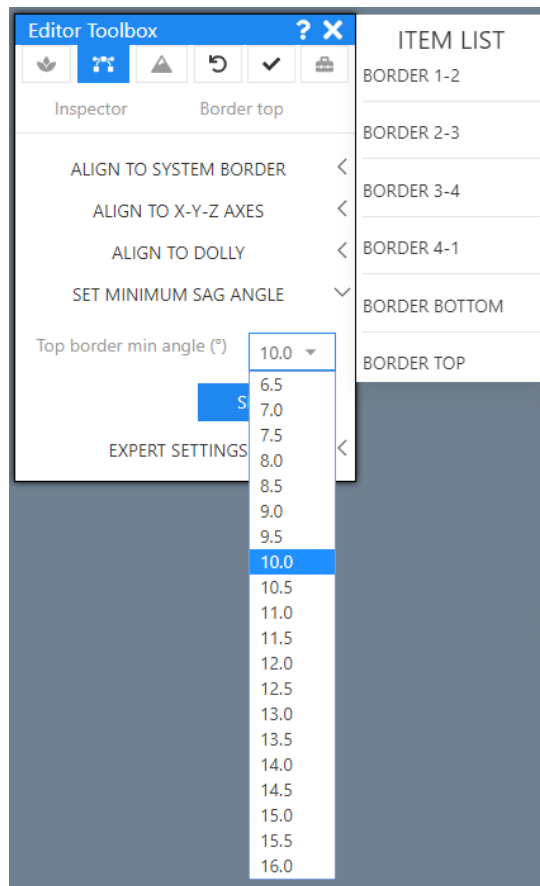 Editor Toolbox ?
Inspector Border top
ALIGN TO SYSTEM BORDER
ALIGN TO X-Y-Z AXES
ALIGN TO DOLLY
SET MINIMUM SAG ANGLE
Top border min angle (°) 10.0
6.5
7.0
7.5
8.0
8.5
9.0
9.5
10.0
10.5
11.0
11.5
12.0
12.5
13.0
13.5
14.0
14.5
15.0
15.5
16.0
EXPERT SETTINGS
ITEM LIST
BORDER 1-2
BORDER 2-3
BORDER 3-4
BORDER 4-1
BORDER BOTTOM
BORDER TOP